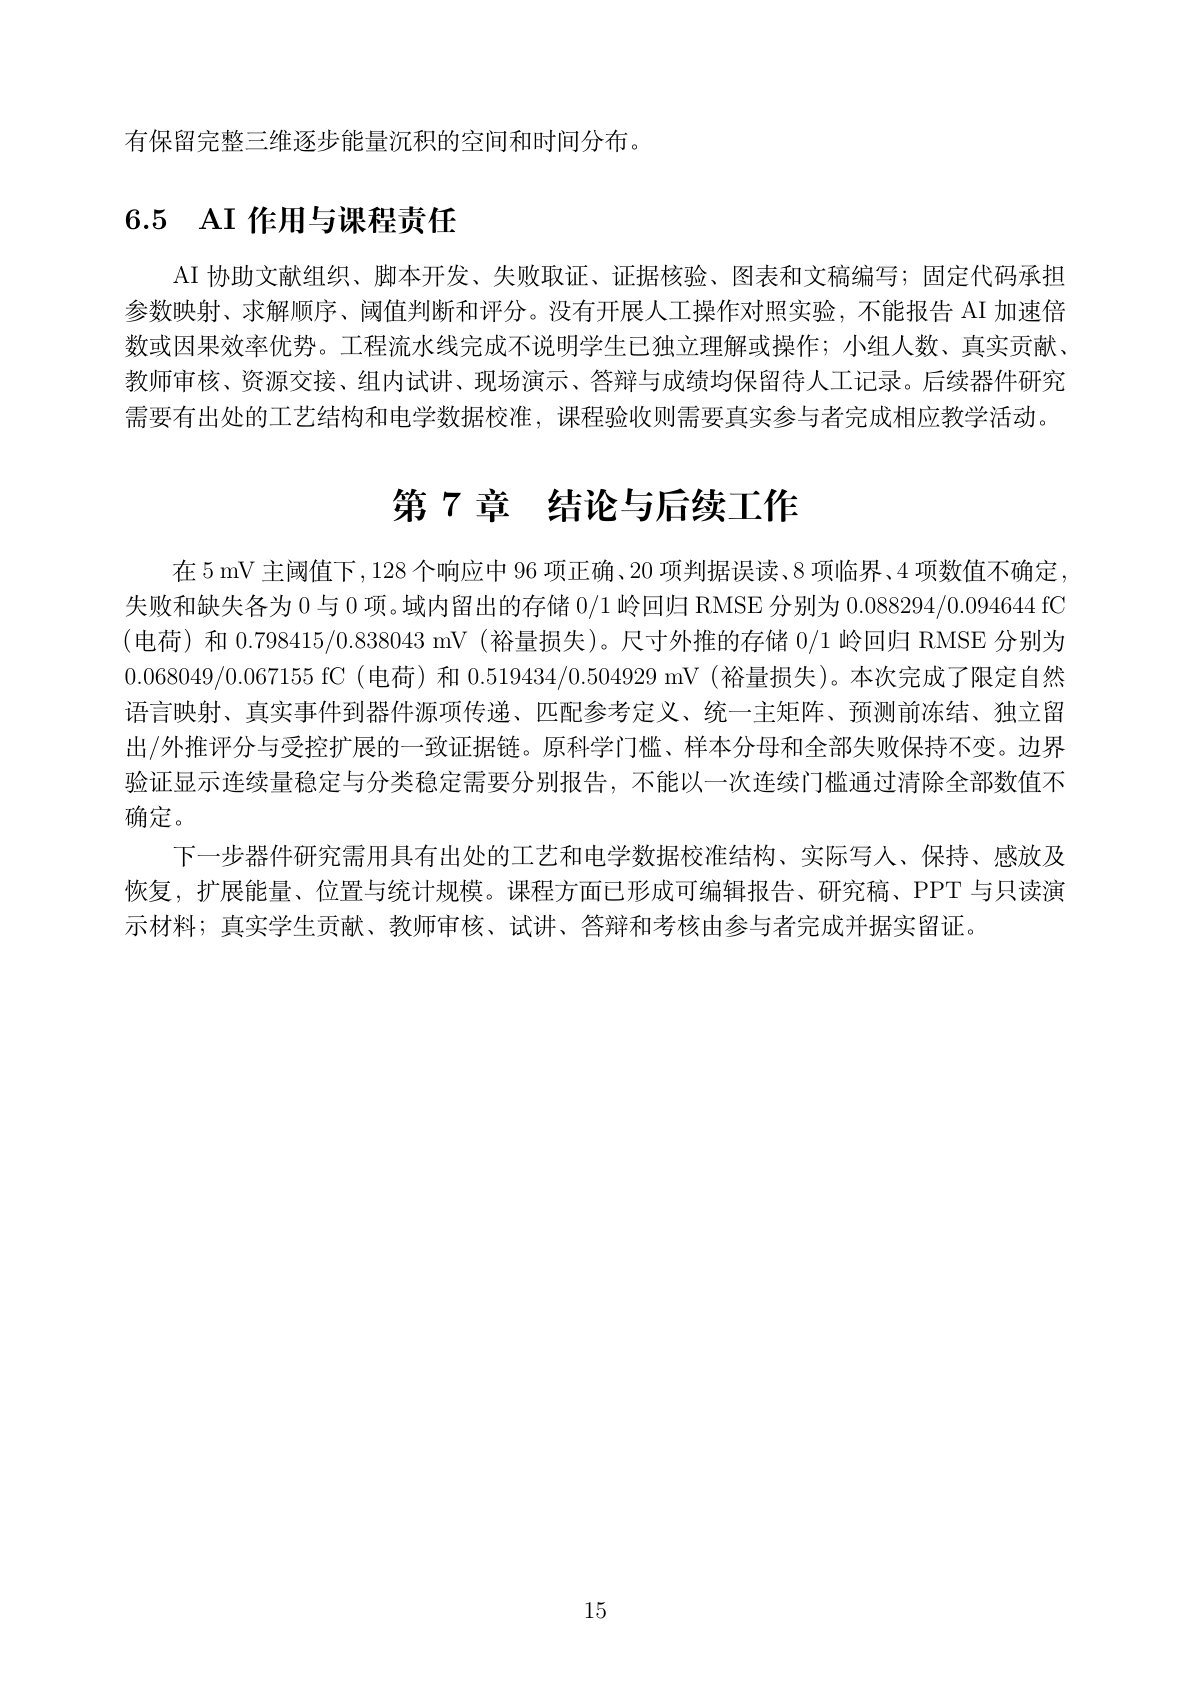 有保留完整三维逐步能量沉积的空间和时间分布。
6.5 AI 作用与课程责任
AI 协助文献组织、脚本开发、失败取证、证据核验、图表和文稿编写；固定代码承担
参数映射、求解顺序、阈值判断和评分。没有开展人工操作对照实验，不能报告 AI 加速倍
数或因果效率优势。工程流水线完成不说明学生已独立理解或操作；小组人数、真实贡献、
教师审核、资源交接、组内试讲、现场演示、答辩与成绩均保留待人工记录。后续器件研究
需要有出处的工艺结构和电学数据校准，课程验收则需要真实参与者完成相应教学活动。
第 7 章 结论与后续工作
在 5 mV 主阈值下，128 个响应中 96 项正确、20 项判据误读、8 项临界、4 项数值不确定，
失败和缺失各为 0 与 0 项。域内留出的存储 0/1 岭回归 RMSE 分别为 0.088294/0.094644 fC
（电荷）和 0.798415/0.838043 mV（裕量损失）。尺寸外推的存储 0/1 岭回归 RMSE 分别为
0.068049/0.067155 fC（电荷）和 0.519434/0.504929 mV（裕量损失）。本次完成了限定自然
语言映射、真实事件到器件源项传递、匹配参考定义、统一主矩阵、预测前冻结、独立留
出/外推评分与受控扩展的一致证据链。原科学门槛、样本分母和全部失败保持不变。边界
验证显示连续量稳定与分类稳定需要分别报告，不能以一次连续门槛通过清除全部数值不
确定。
下一步器件研究需用具有出处的工艺和电学数据校准结构、实际写入、保持、感放及
恢复，扩展能量、位置与统计规模。课程方面已形成可编辑报告、研究稿、PPT 与只读演
示材料；真实学生贡献、教师审核、试讲、答辩和考核由参与者完成并据实留证。
15